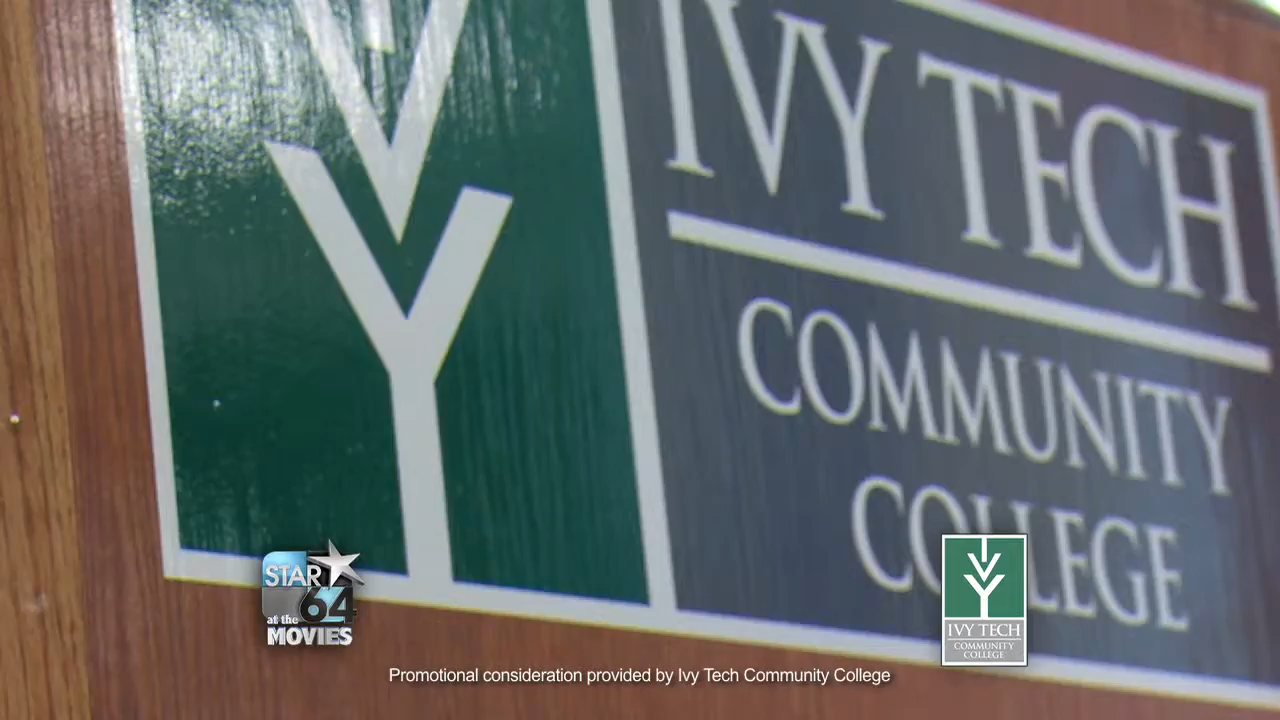 IVY TECH
COMMUNITY
COLLEGE
STAR
64
at the
MOVIES
IVY TECH
COMMUNITY
COLLEGE
Promotional consideration provided by Ivy Tech Community College